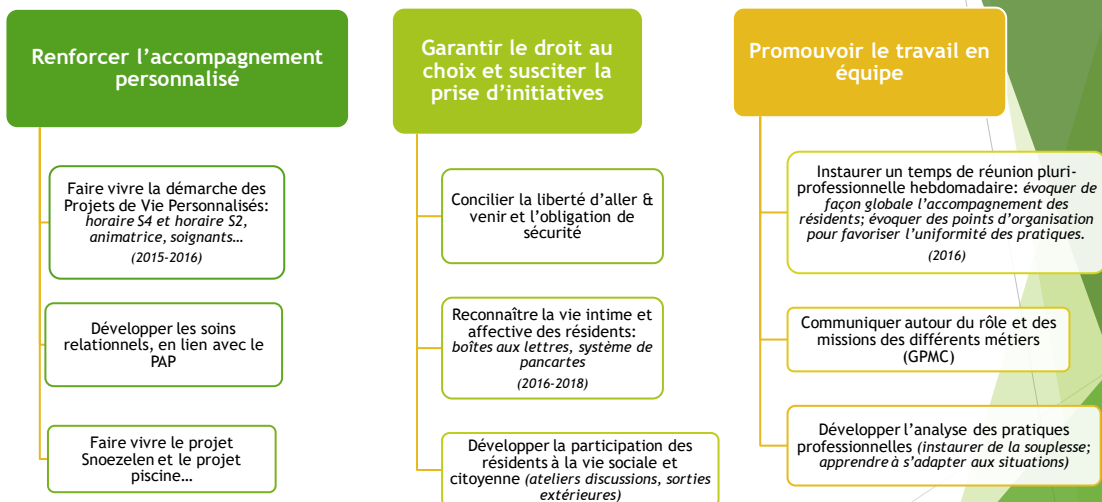 Renforcer l’accompagnement
personnalisé
Faire vivre la démarche des
Projets de Vie Personnalisés:
horaire S4 et horaire S2,
animatrice, soignants…
(2015-2016)
Développer les soins
relationnels, en lien avec le
PAP
Faire vivre le projet
Snoezelen et le projet
piscine…
Garantir le droit au
choix et susciter la
prise d’initiatives
Concilier la liberté d’aller &
venir et l’obligation de
sécurité
Reconnaître la vie intime et
affective des résidents:
boîtes aux lettres, système de
pancartes
(2016-2018)
Développer la participation des
résidents à la vie sociale et
citoyenne (ateliers discussions, sorties
extérieures)
Promouvoir le travail en
équipe
Instaurer un temps de réunion pluri-
professionnelle hebdomadaire: évoquer de
façon globale l’accompagnement des
résidents; évoquer des points d’organisation
pour favoriser l’uniformité des pratiques.
(2016)
Communiquer autour du rôle et des
missions des différents métiers
(GPMC)
Développer l’analyse des pratiques
professionnelles (instaurer de la souplesse;
apprendre à s’adapter aux situations)